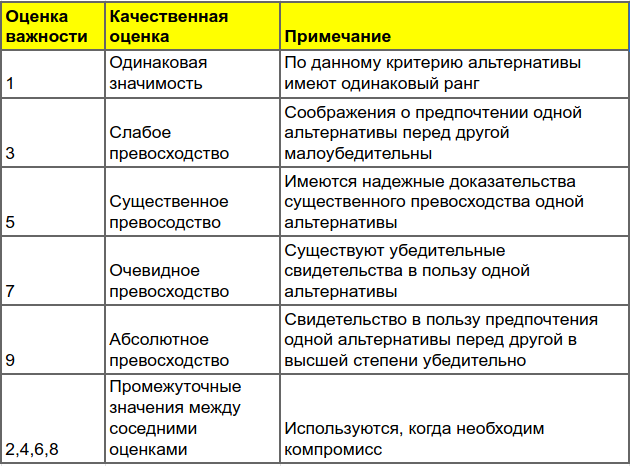 Оценка важности
Качественная оценка
Примечание
1
Одинаковая значимость
По данному критерию альтернативы имеют одинаковый ранг
3
Слабое превосходство
Соображения о предпочтении одной альтернативы перед другой малоубедительны
5
Существенное превосодство
Имеются надежные доказательства существенного превосходства одной альтернативы
7
Очевидное превосходство
Существуют убедительные свидетельства в пользу одной альтернативы
9
Абсолютное превосходство
Свидетельство в пользу предпочтения одной альтернативы перед другой в высшей степени убедительно
2,4,6,8
Промежуточные значения между соседними оценками
Используются, когда необходим компромисс